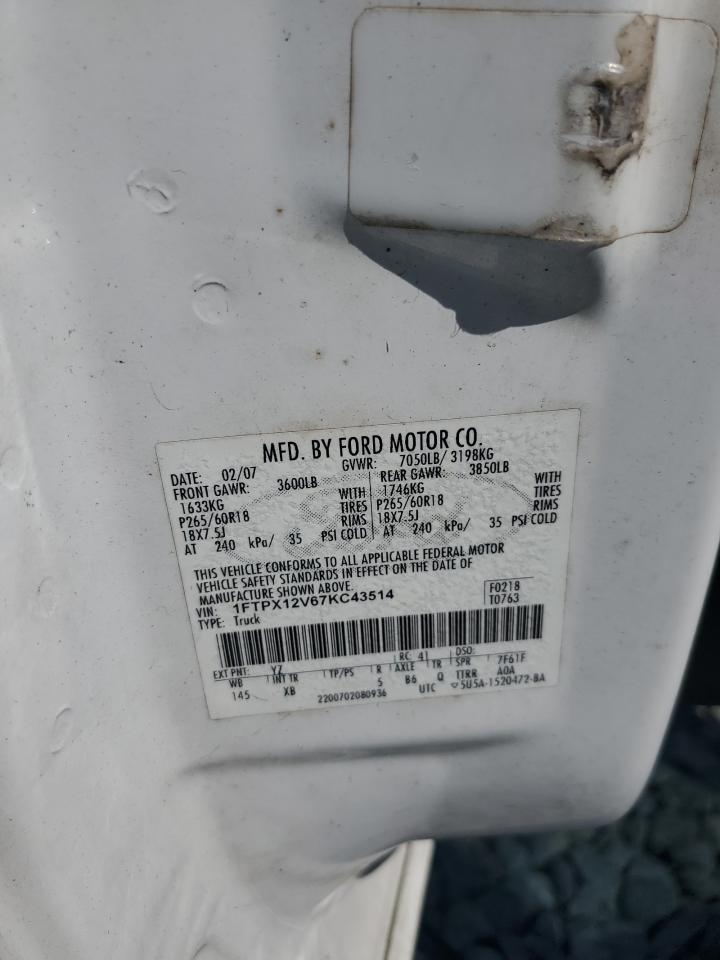 MFD. BY FORD MOTOR CO.
DATE: 02/07 GVWR: 7050LB/ 3198KG
FRONT GAWR: 3600LB REAR GAWR: 3850LB
1633KG WITH 1746KG WITH
P265/60R18 TIRES P265/60R18 TIRES
18X7.5J RIMS 18X7.5J RIMS
AT 240 kPa/ 35 PSI COLD AT 240 kPa/ 35 PSI COLD
THIS VEHICLE CONFORMS TO ALL APPLICABLE FEDERAL MOTOR
VEHICLE SAFETY STANDARDS IN EFFECT ON THE DATE OF
MANUFACTURE SHOWN ABOVE.
VIN: 1FTPX12V67KC43514 F0218
TYPE: Truck T0763
EXT PNT: YZ RC: 41 DSO:
WB INT TR TP/PS R AXLE TR SPR 7F61F
145 XB 5 B6 Q TTRR A0A
2200702080936 UTC 5U5A-1520472-BA